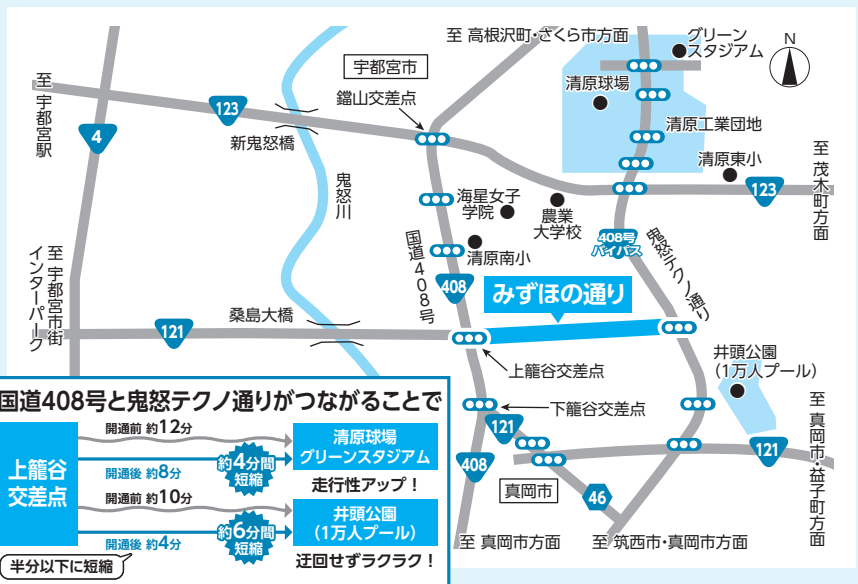 至 高根沢町・さくら市方面
グリーン
スタジアム
N
宇都宮市
清原球場
至 宇都宮駅
鐺山交差点
123
4
新鬼怒橋
清原工業団地
清原東小
至 茂木町方面
鬼怒川
海星女子
学院
農業
大学校
123
408号
バイパス
鬼怒テクノ通り
国道408号
清原南小
至 宇都宮市街
インターパーク
408
みずほの通り
桑島大橋
121
上籠谷交差点
井頭公園
(1万人プール)
下籠谷交差点
121
408
121
至 真岡市・益子町方面
真岡市
46
至 真岡市方面
至 筑西市・真岡市方面
国道408号と鬼怒テクノ通りがつながることで
上籠谷
交差点
開通前 約12分
開通後 約8分
約4分間
短縮
清原球場
グリーンスタジアム
走行性アップ!
開通前 約10分
開通後 約4分
約6分間
短縮
井頭公園
(1万人プール)
迂回せずラクラク!
半分以下に短縮